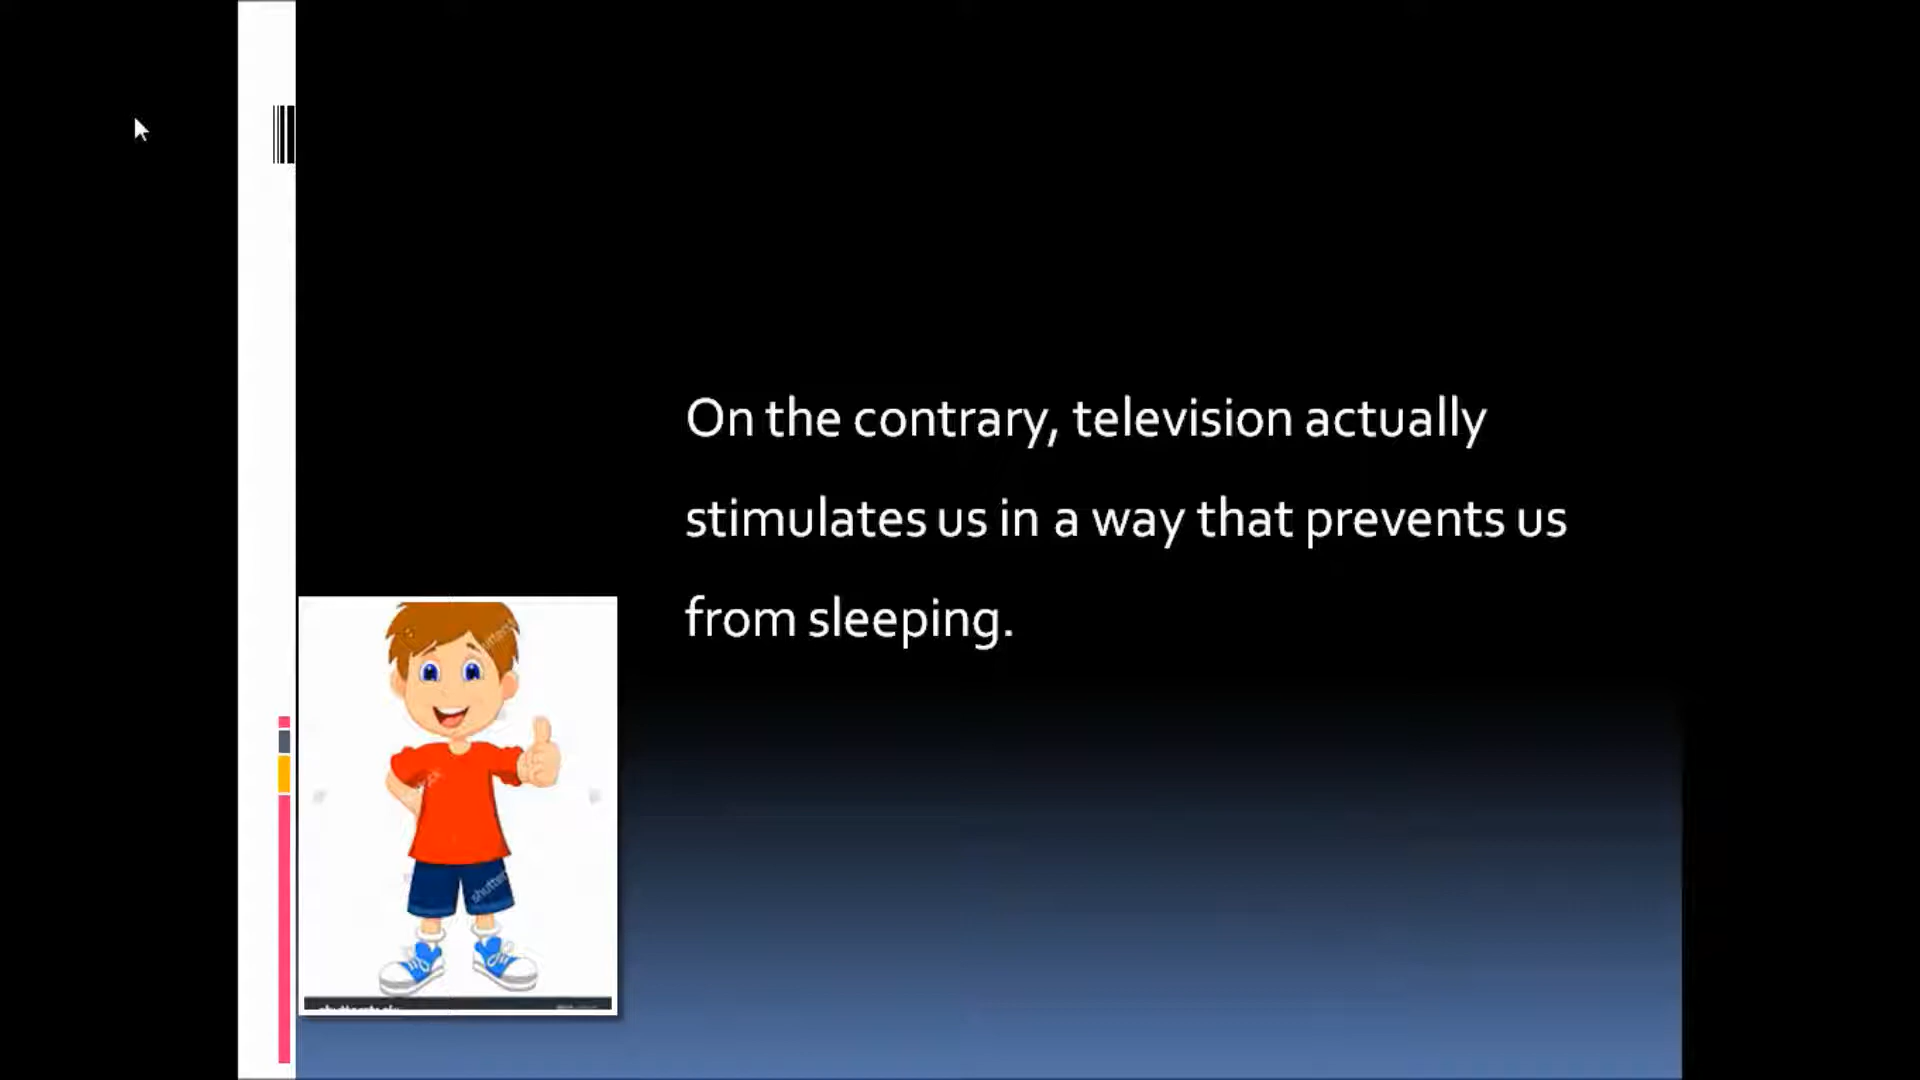 On the contrary, television actually
stimulates us in a way that prevents us
from sleeping.